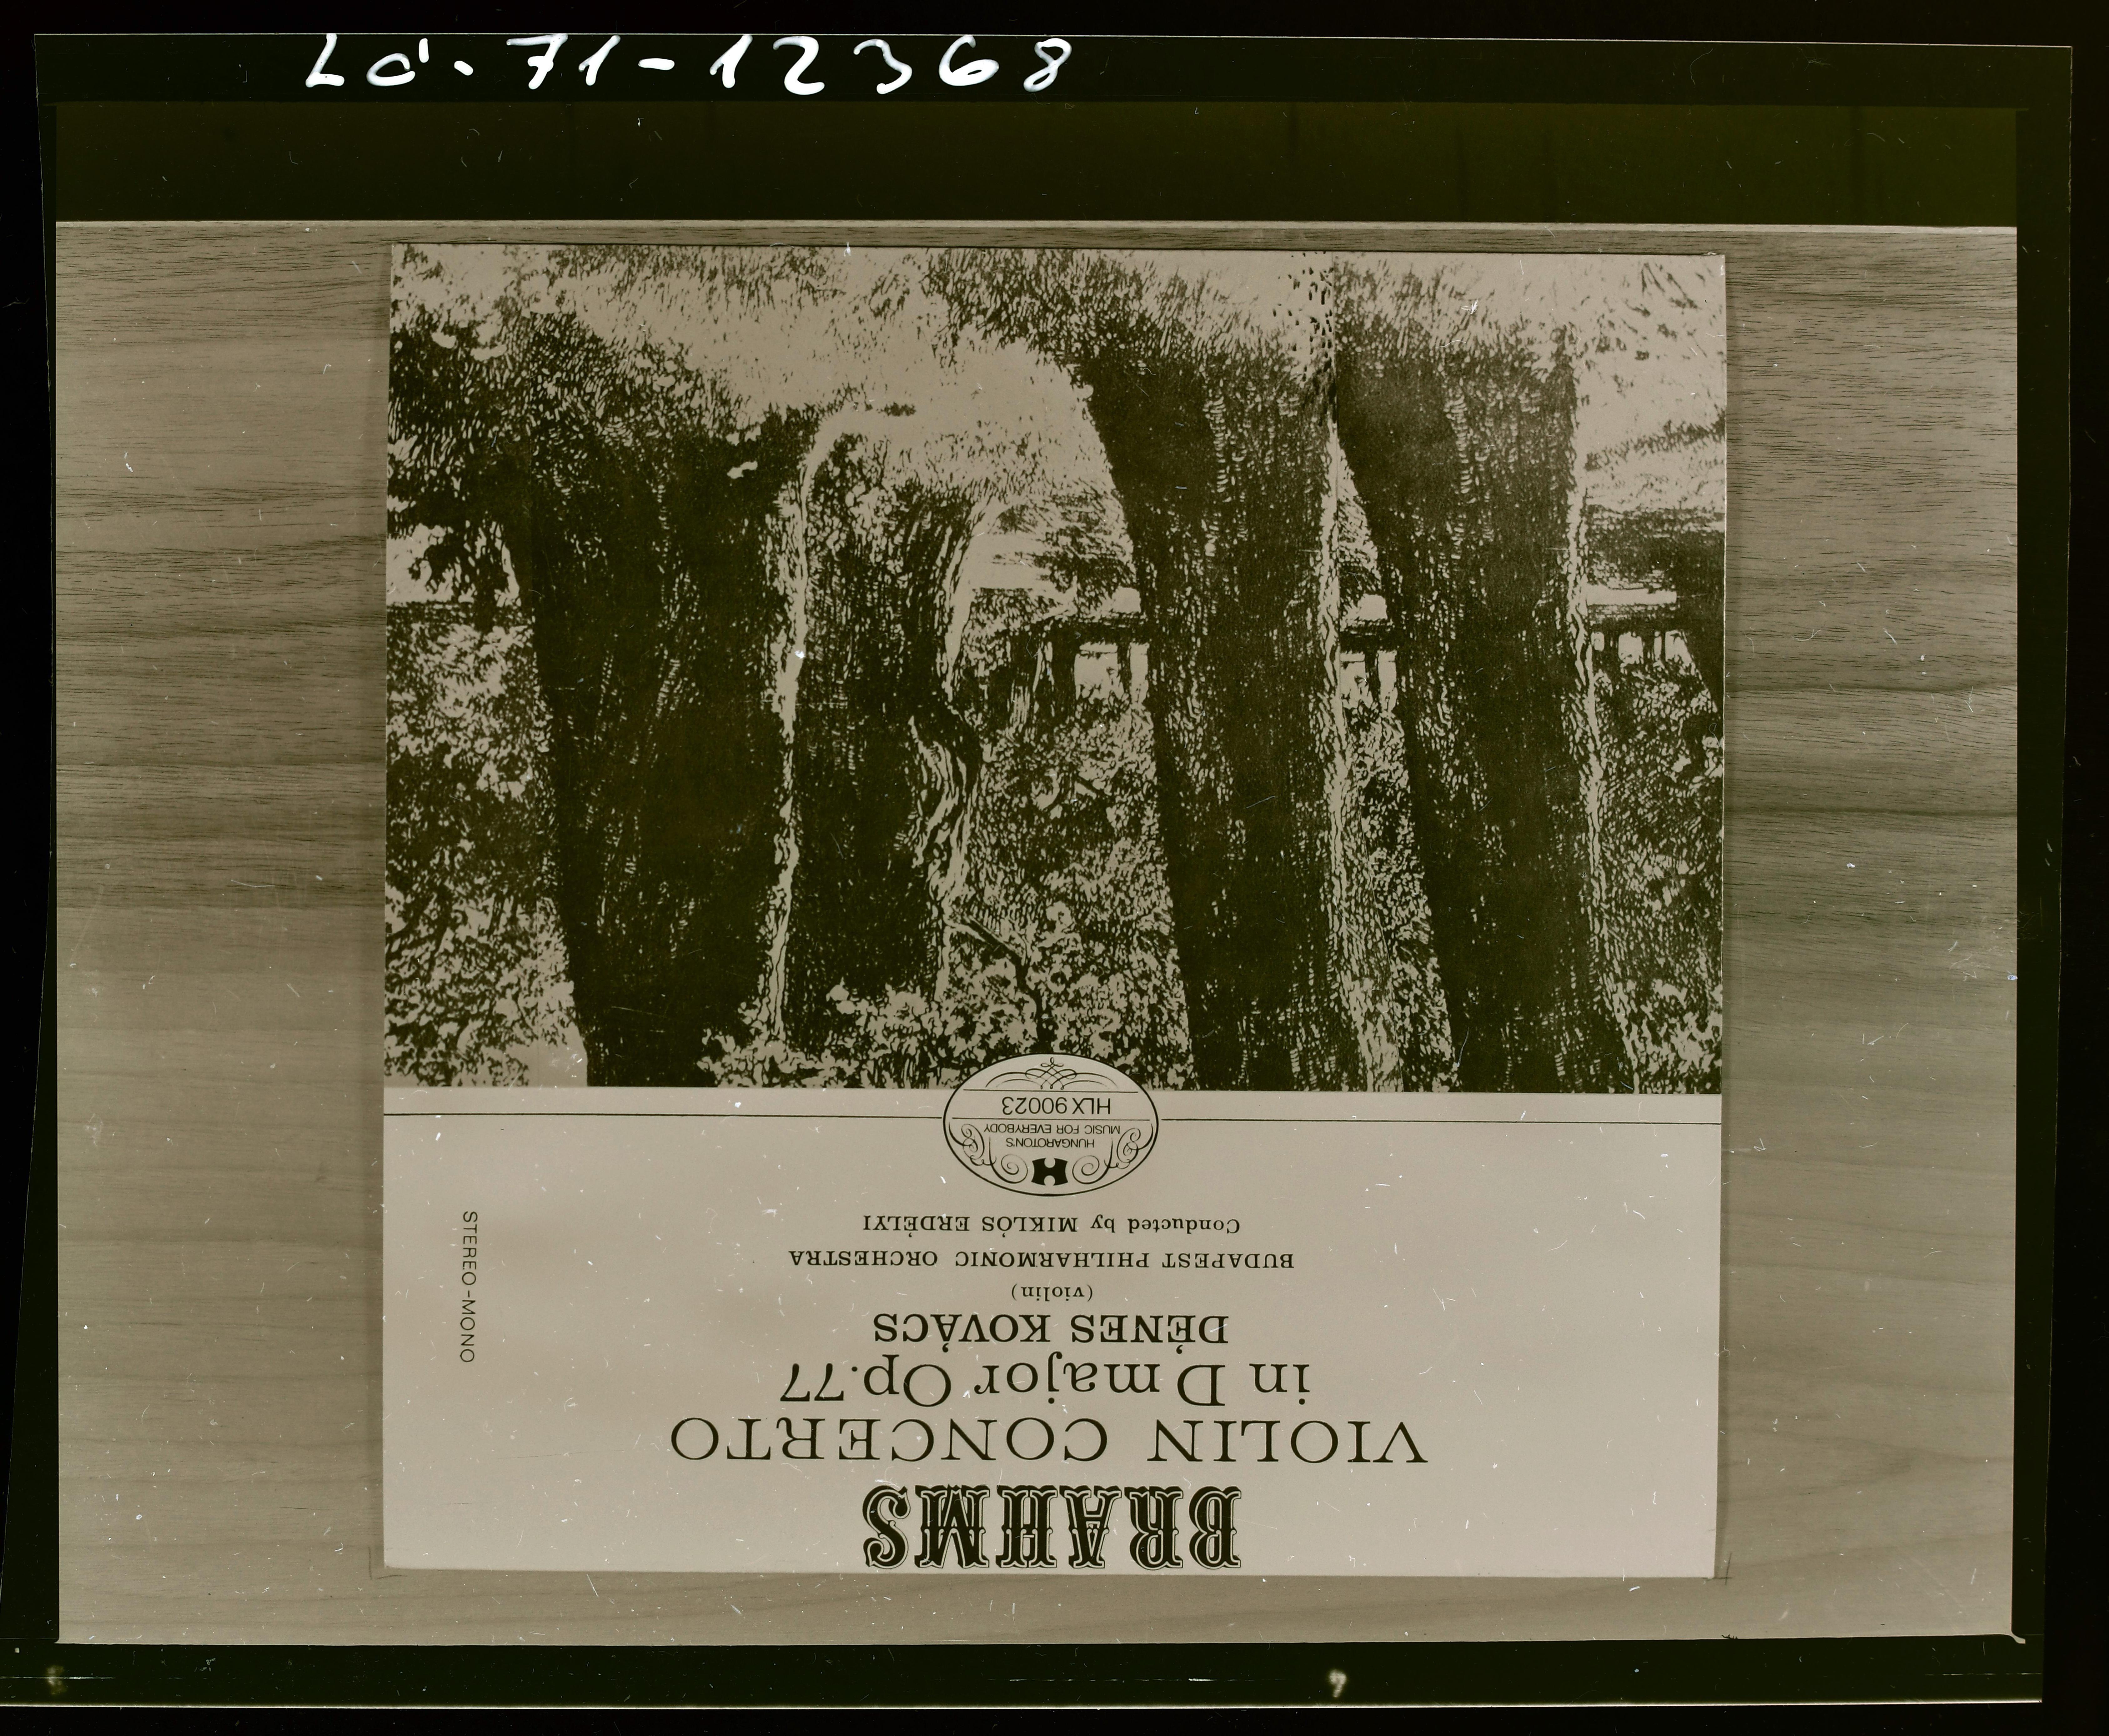 Ló-71-12368
BRAHMS
VIOLIN CONCERTO
in D major Op.77
DÉNES KOVÁCS
(violin)
BUDAPEST PHILHARMONIC ORCHESTRA
Conducted by MIKLÓS ERDÉLYI
STEREO-MONO
HUNGAROTON'S
MUSIC FOR EVERYBODY
HLX 90023